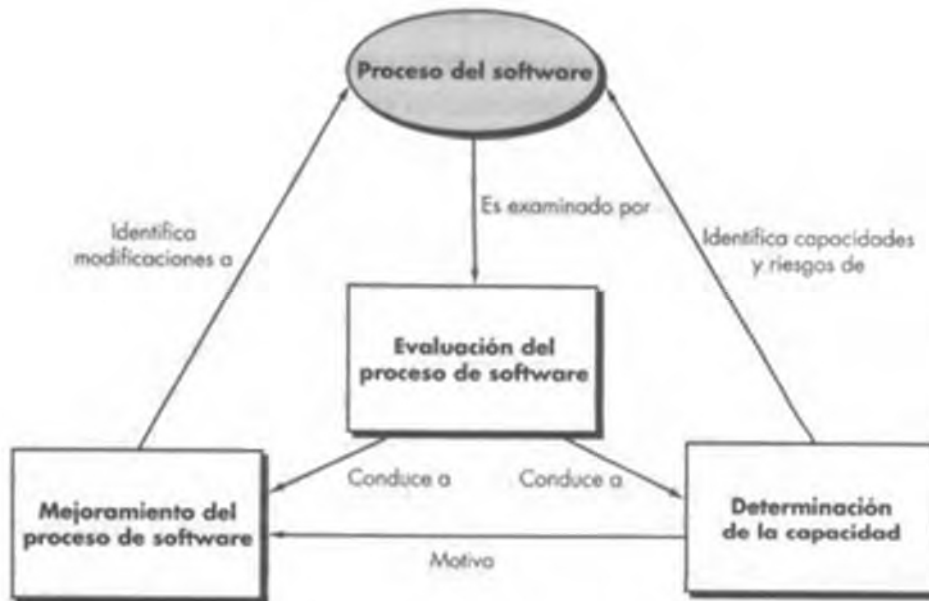 Proceso del software
Es examinado por
Identifica
modificaciones a
Identifica capacidades
y riesgos de
Evaluación del
proceso de software
Conduce a
Conduce a
Mejoramiento del
proceso de software
Determinación
de la capacidad
Motiva